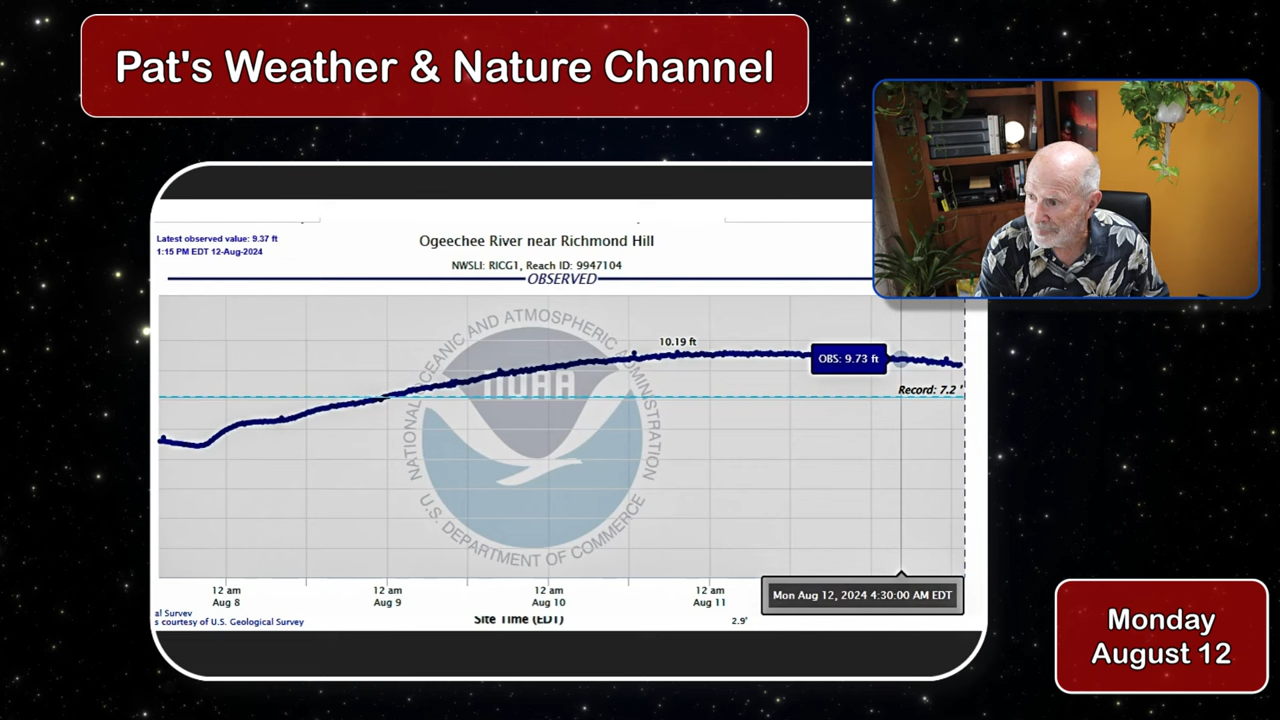 Pat's Weather & Nature Channel
Latest observed value: 9.37 ft
1:15 PM EDT 12-Aug-2024
Ogeechee River near Richmond Hill
NWSLI: RICG1, Reach ID: 9947104
OBSERVED
NATIONAL OCEANIC AND ATMOSPHERIC ADMINISTRATION
10.19 ft
OBS: 9.73 ft
NOAA
Record: 7.2'
U.S. DEPARTMENT OF COMMERCE
12 am
Aug 8
12 am
Aug 9
12 am
Aug 10
12 am
Aug 11
Mon Aug 12, 2024 4:30:00 AM EDT
al Survey
s courtesy of U.S. Geological Survey
Site Time (EDT)
2.9'
Monday
August 12